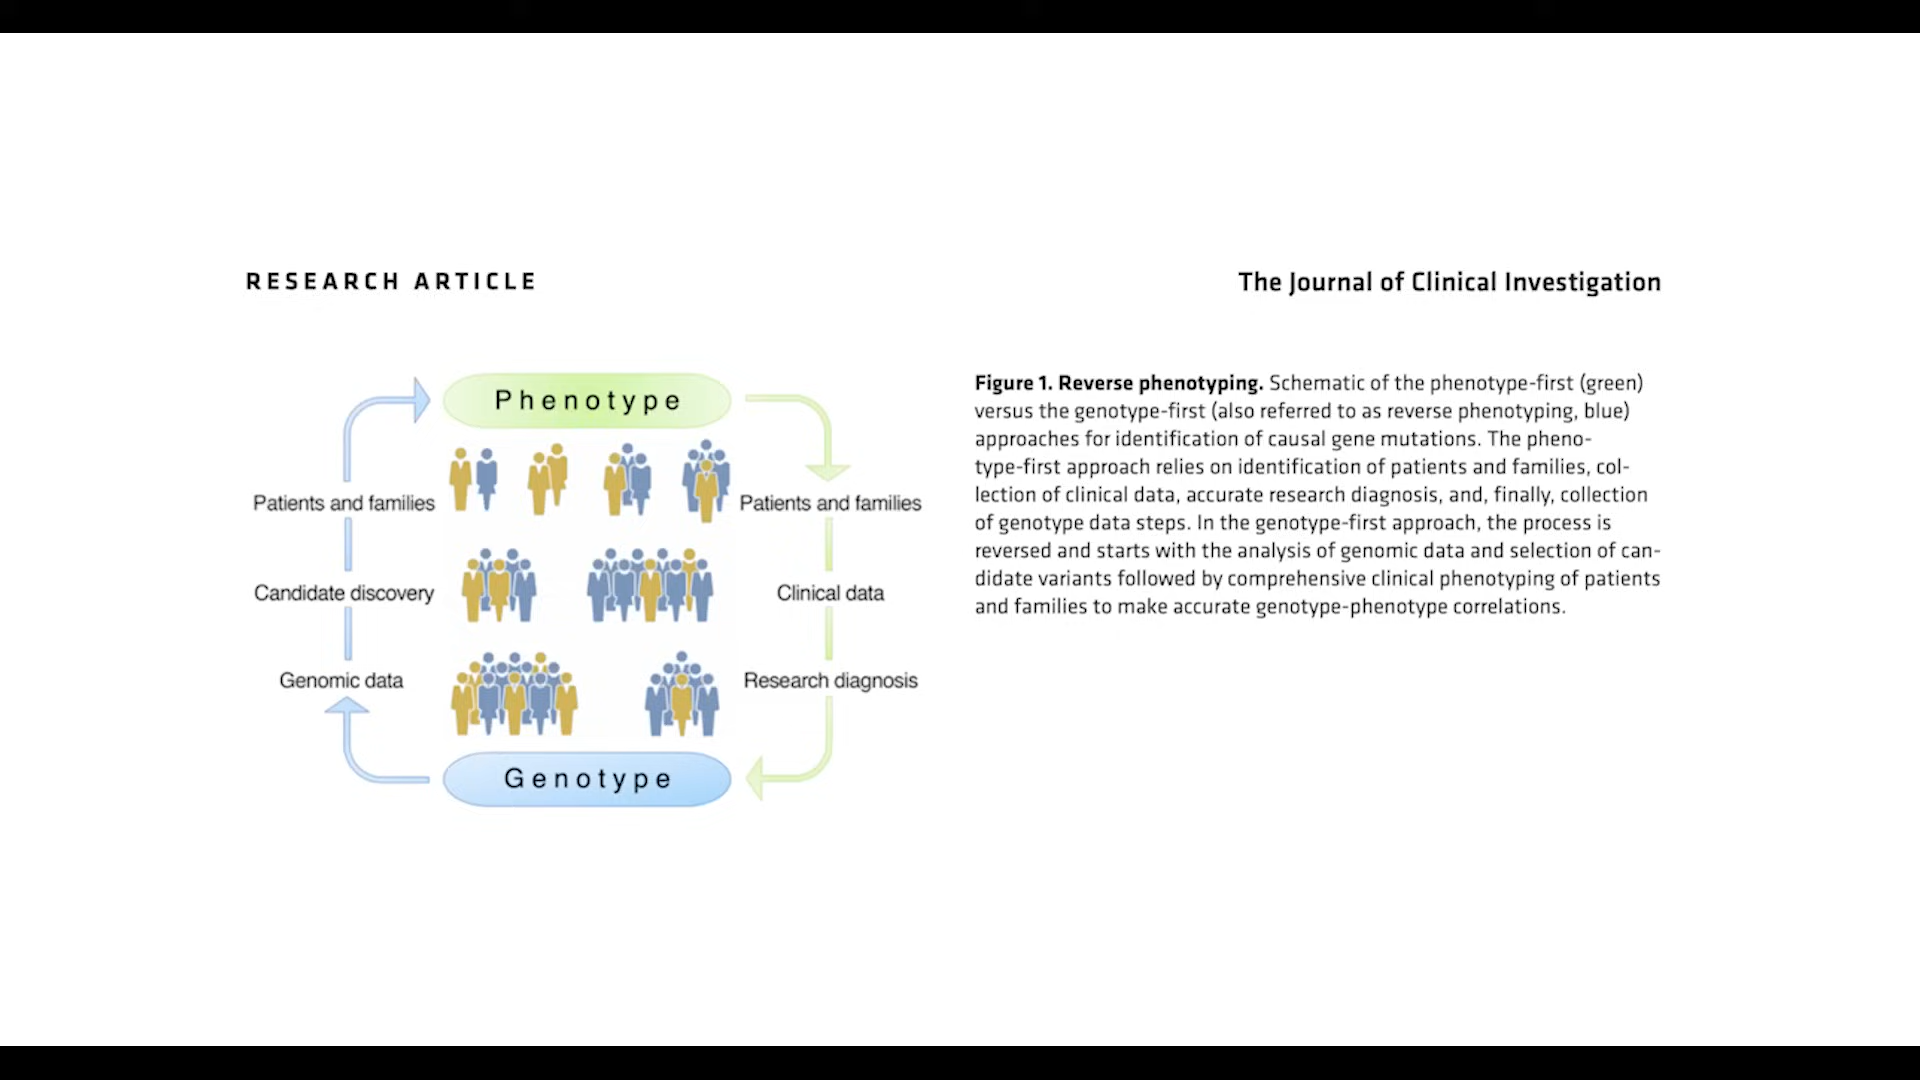 RESEARCH ARTICLE
The Journal of Clinical Investigation
Phenotype
Patients and families
Candidate discovery
Genomic data
Patients and families
Clinical data
Research diagnosis
Genotype
Figure 1. Reverse phenotyping. Schematic of the phenotype-first (green)
versus the genotype-first (also referred to as reverse phenotyping, blue)
approaches for identification of causal gene mutations. The pheno-
type-first approach relies on identification of patients and families, col-
lection of clinical data, accurate research diagnosis, and, finally, collection
of genotype data steps. In the genotype-first approach, the process is
reversed and starts with the analysis of genomic data and selection of can-
didate variants followed by comprehensive clinical phenotyping of patients
and families to make accurate genotype-phenotype correlations.